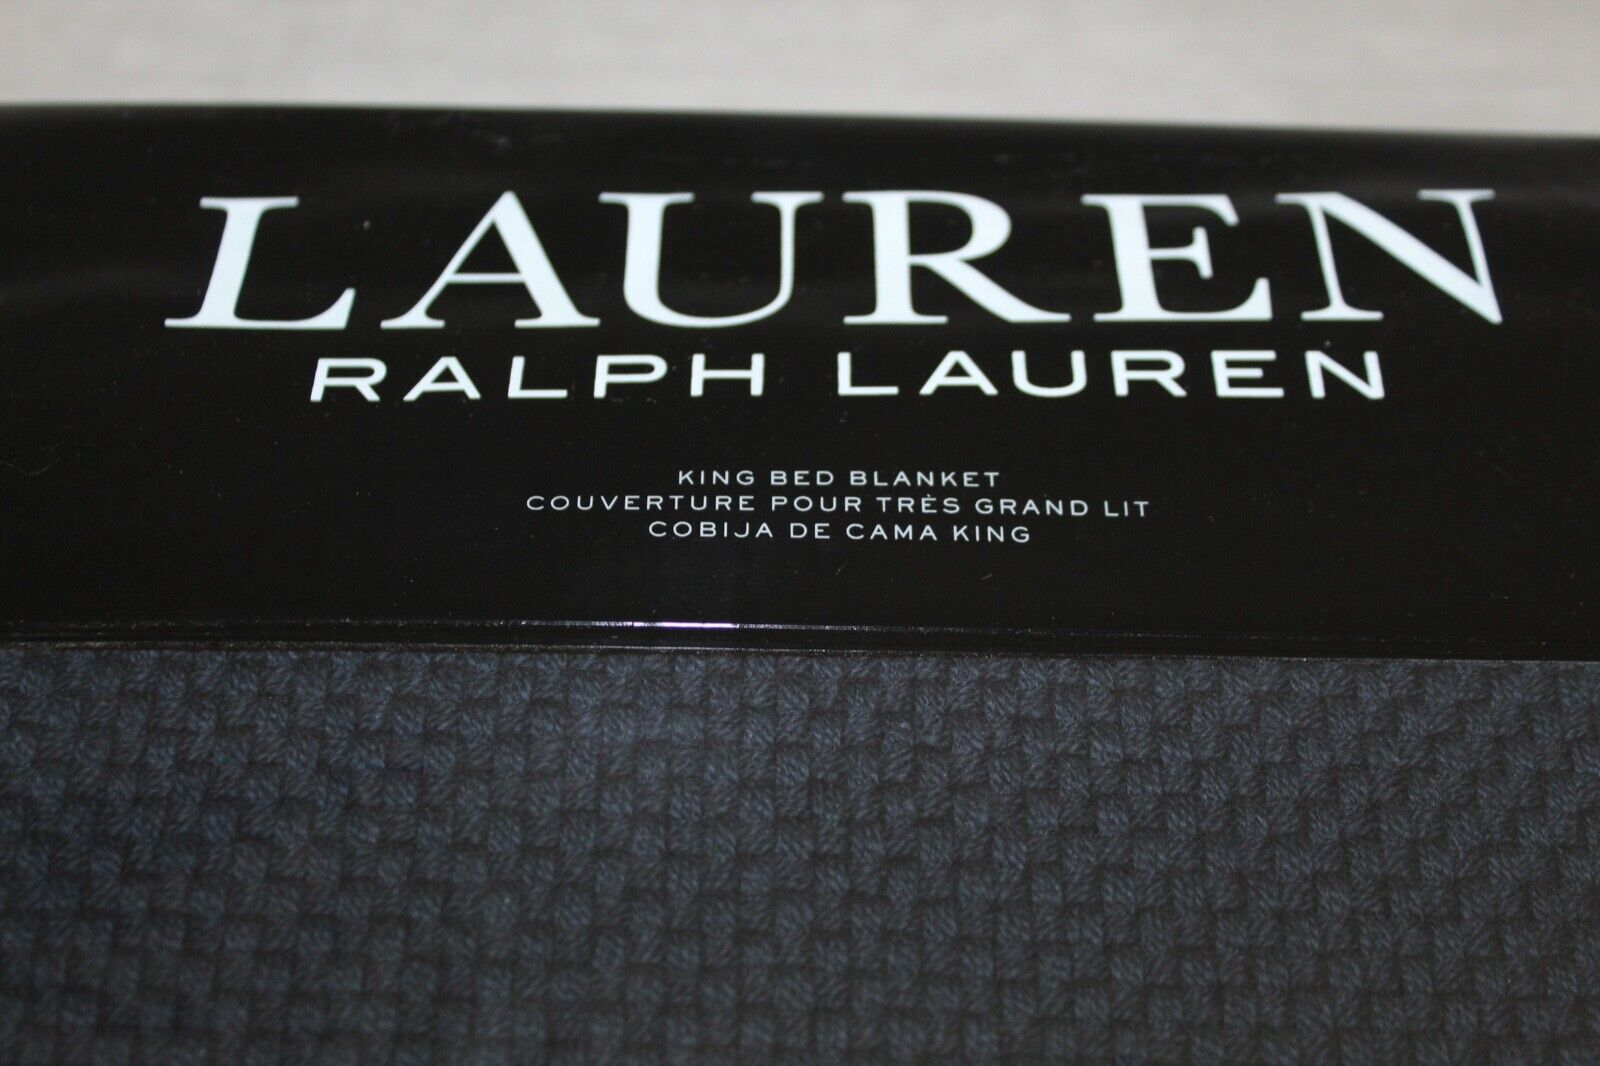 LAUREN
RALPH LAUREN
KING BED BLANKET
COUVERTURE POUR TRÈS GRAND LIT
COBIJA DE CAMA KING